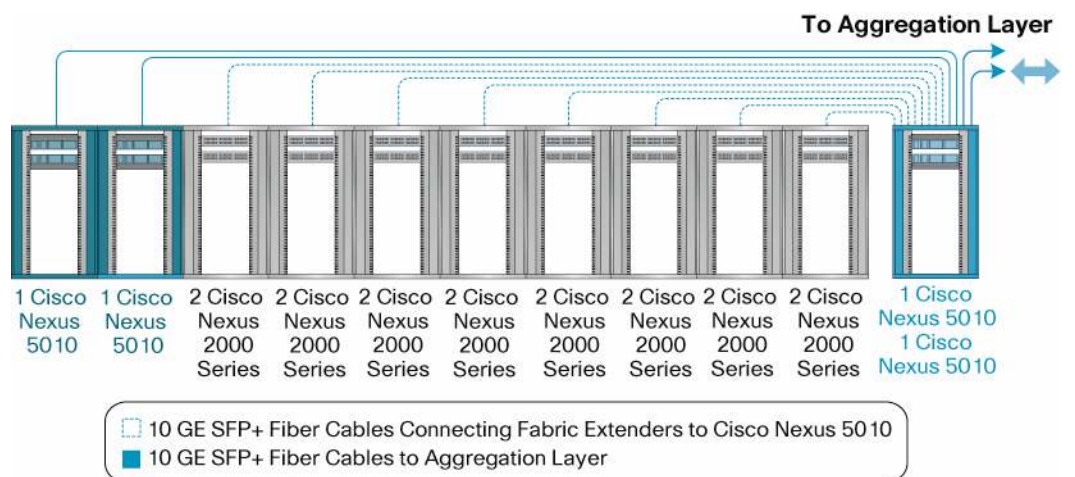 To Aggregation Layer
1 Cisco
Nexus
5010
1 Cisco
Nexus
5010
2 Cisco
Nexus
2000
Series
2 Cisco
Nexus
2000
Series
2 Cisco
Nexus
2000
Series
2 Cisco
Nexus
2000
Series
2 Cisco
Nexus
2000
Series
2 Cisco
Nexus
2000
Series
2 Cisco
Nexus
2000
Series
2 Cisco
Nexus
2000
Series
1 Cisco
Nexus 5010
1 Cisco
Nexus 5010
10 GE SFP+ Fiber Cables Connecting Fabric Extenders to Cisco Nexus 5010
10 GE SFP+ Fiber Cables to Aggregation Layer